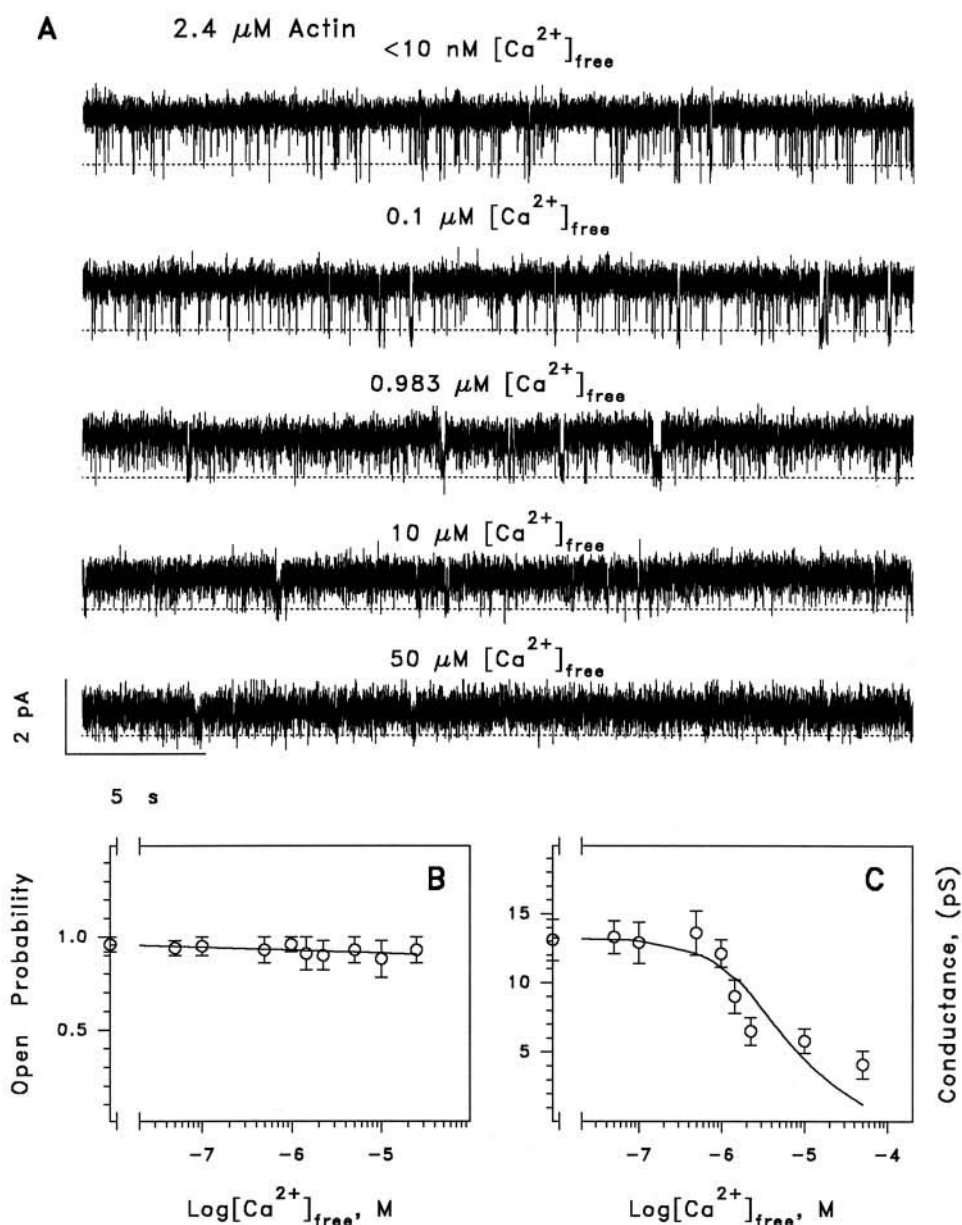 A
2.4 μM Actin
<10 nM [Ca2+]free
0.1 μM [Ca2+]free
0.983 μM [Ca2+]free
10 μM [Ca2+]free
50 μM [Ca2+]free
2 pA
5 s
B
Open Probability
1.0
0.5
-7 -6 -5
Log[Ca2+]free, M
C
15
10
5
Conductance, (pS)
-7 -6 -5 -4
Log[Ca2+]free, M